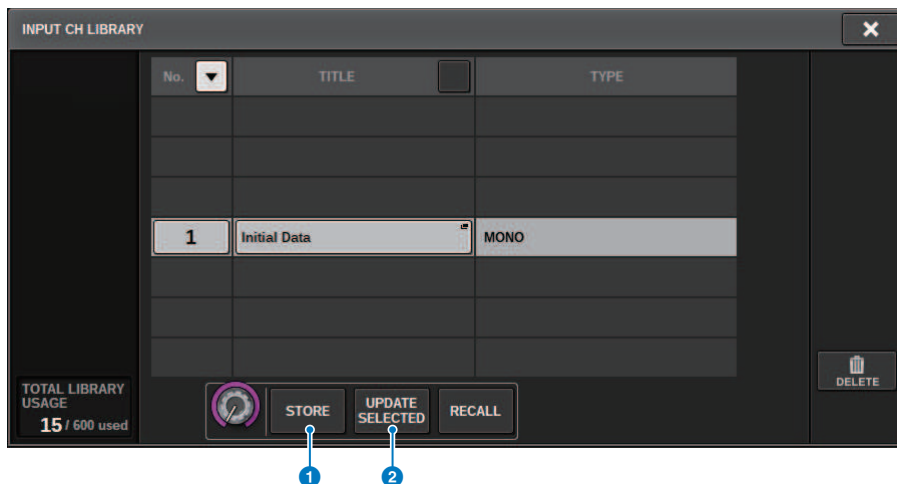 INPUT CH LIBRARY
No. TITLE TYPE
1 Initial Data MONO
DELETE
TOTAL LIBRARY
USAGE
15 / 600 used
STORE
UPDATE
SELECTED
RECALL
1 2